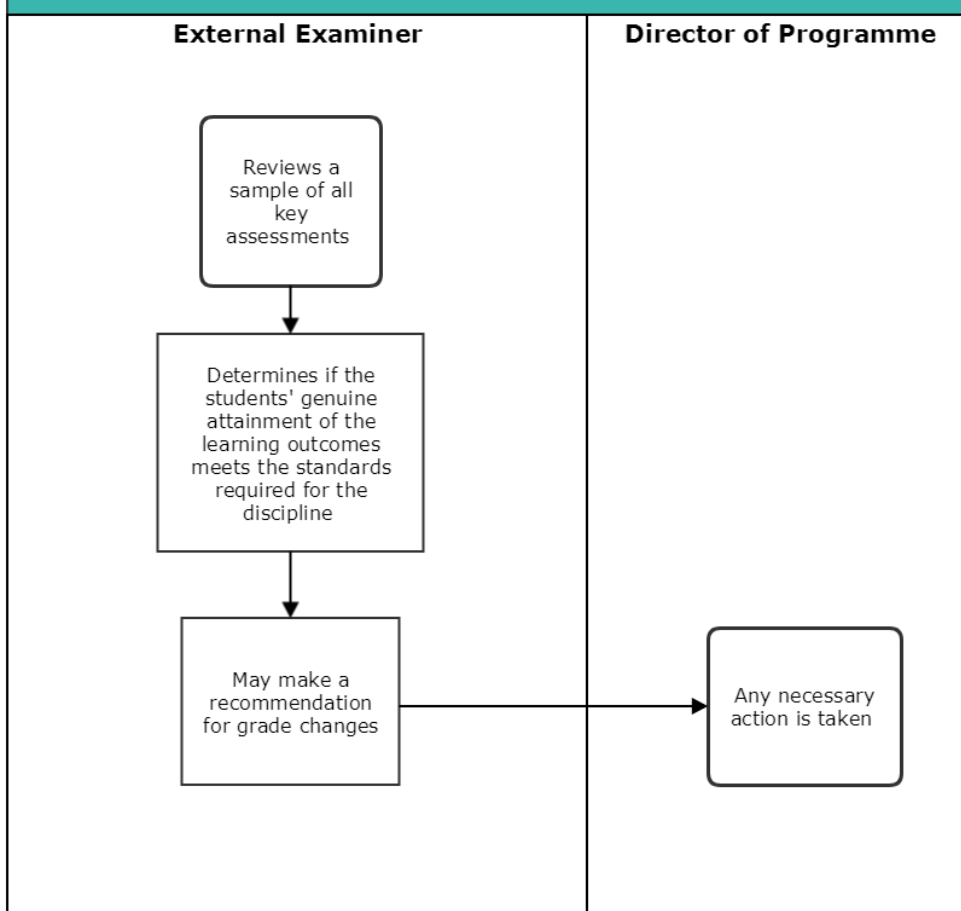 External Examiner
Director of Programme
Reviews a
sample of all
key
assessments
Determines if the
students' genuine
attainment of the
learning outcomes
meets the standards
required for the
discipline
May make a
recommendation
for grade changes
Any necessary
action is taken